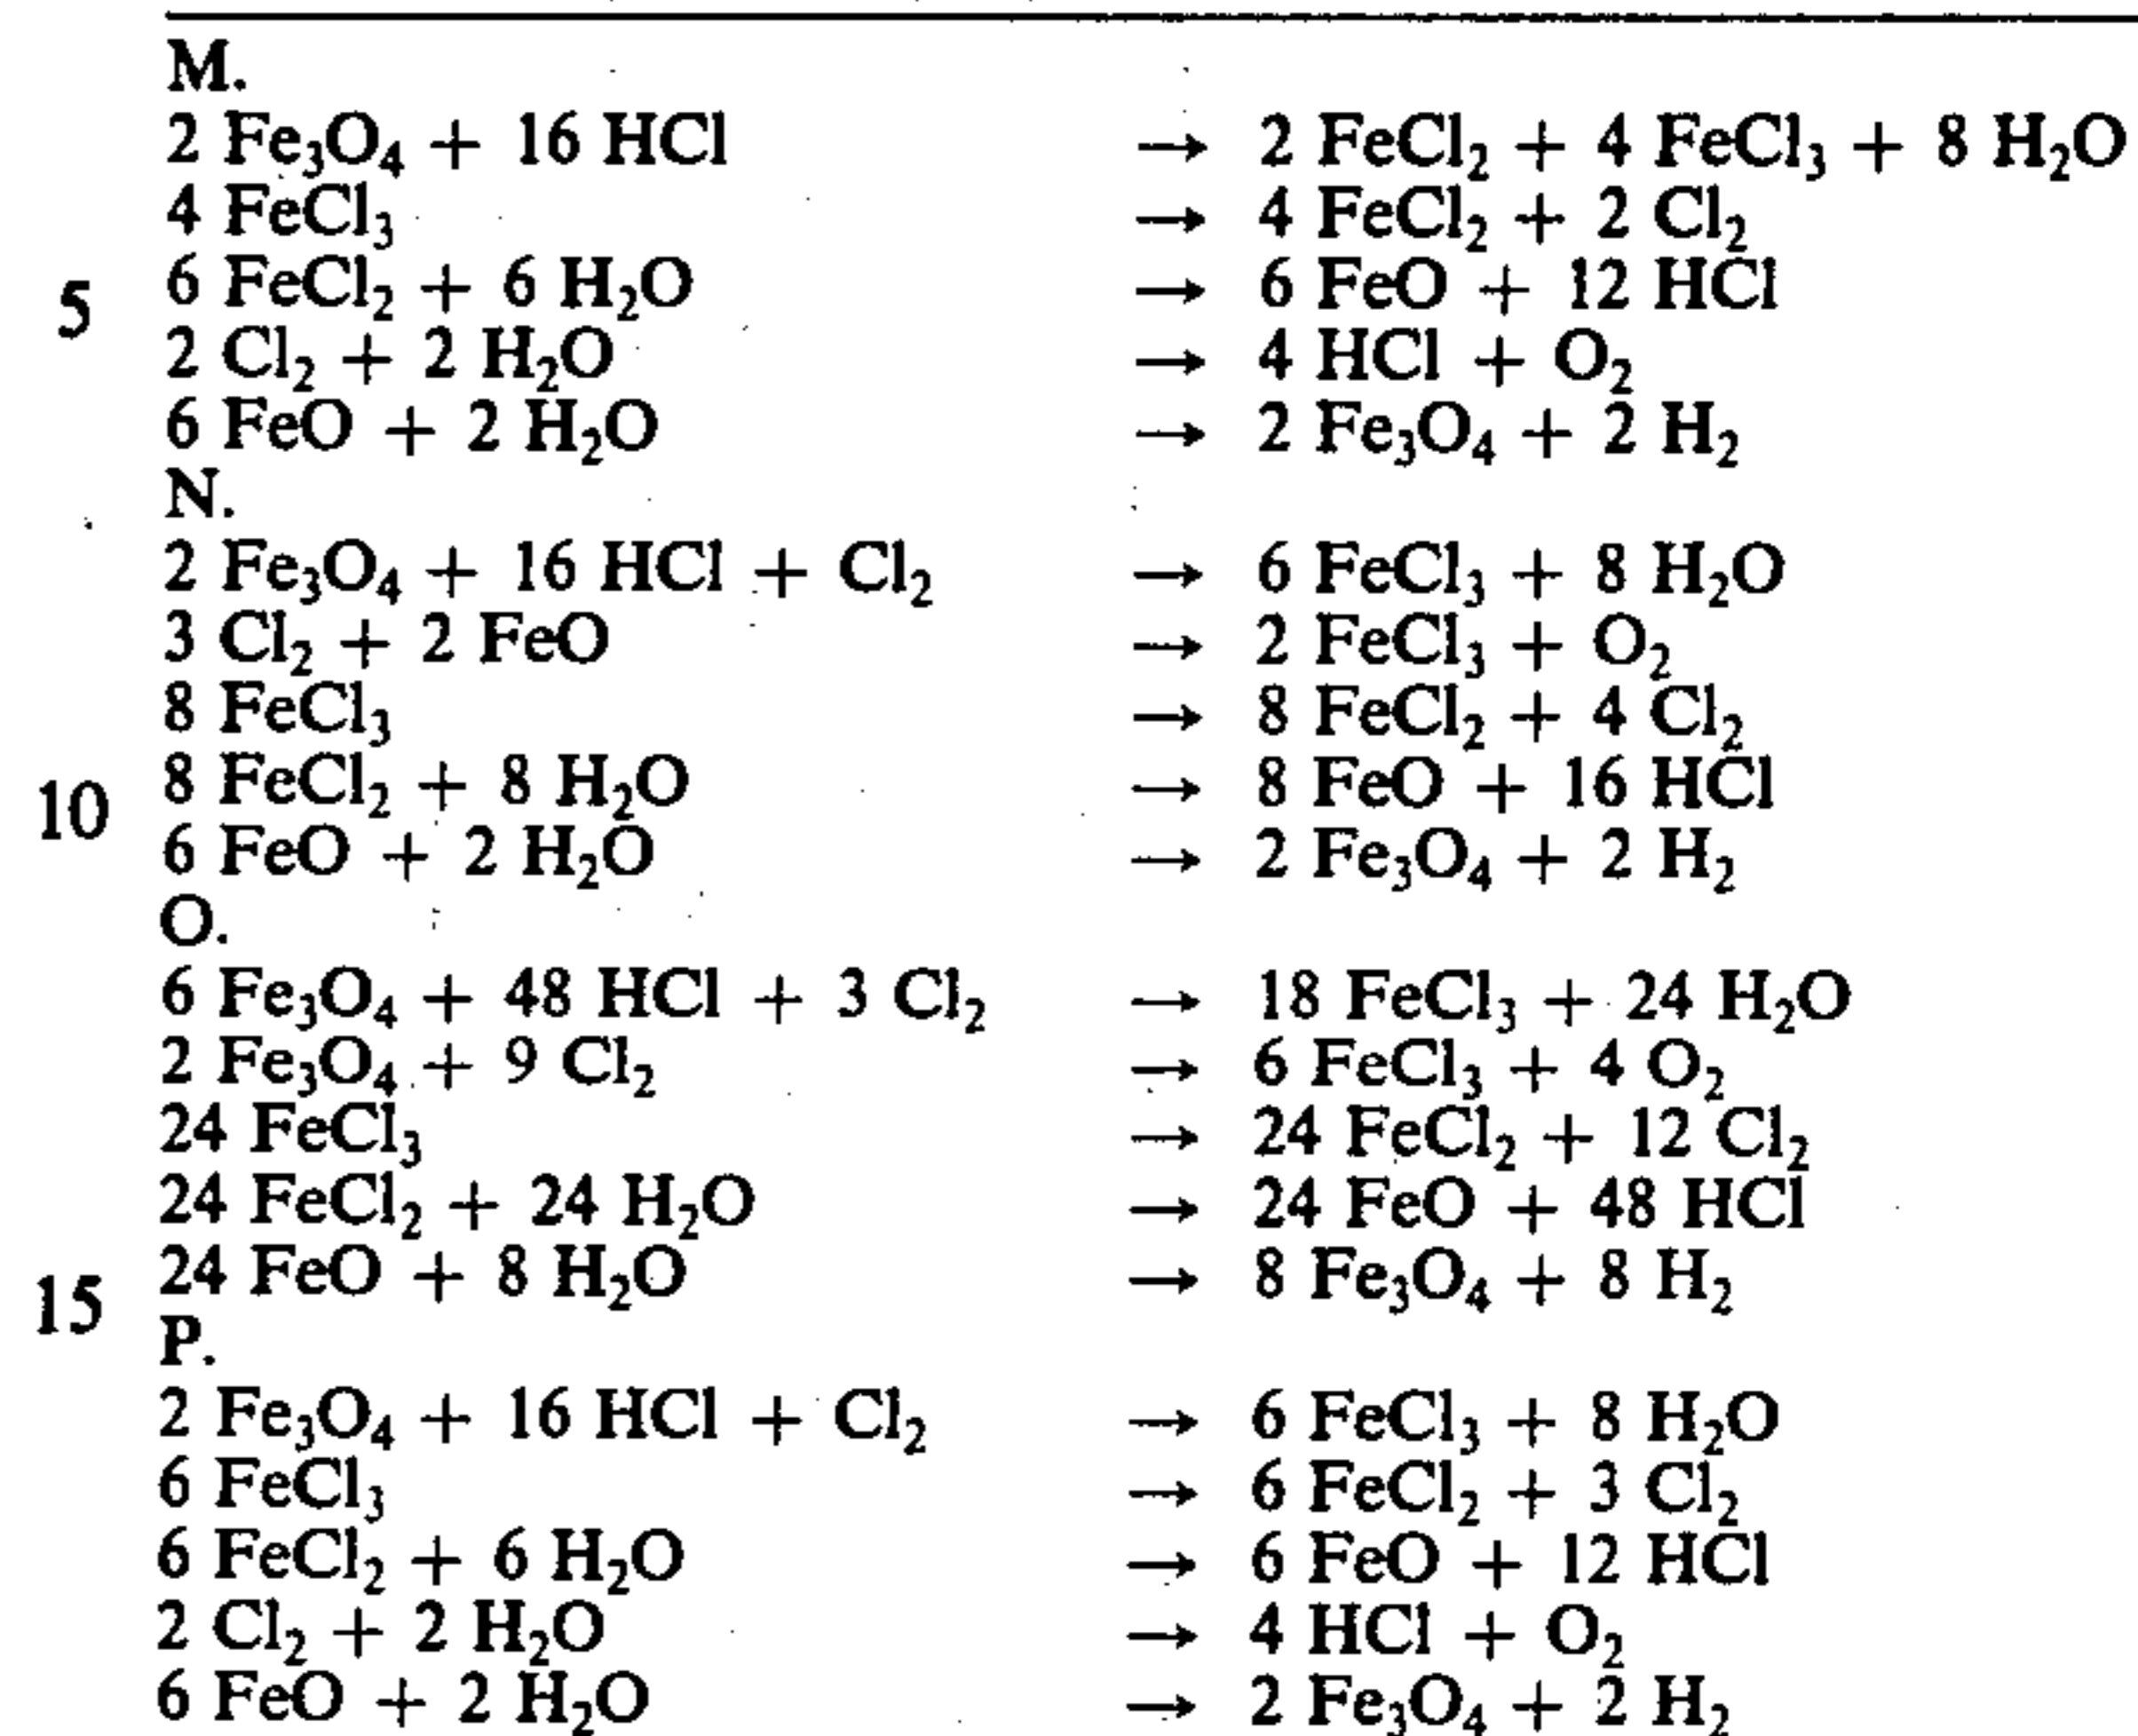 M.
2 Fe₃O₄ + 16 HCl → 2 FeCl₂ + 4 FeCl₃ + 8 H₂O
4 FeCl₃ → 4 FeCl₂ + 2 Cl₂
5 6 FeCl₂ + 6 H₂O → 6 FeO + 12 HCl
2 Cl₂ + 2 H₂O → 4 HCl + O₂
6 FeO + 2 H₂O → 2 Fe₃O₄ + 2 H₂
N.
2 Fe₃O₄ + 16 HCl + Cl₂ → 6 FeCl₃ + 8 H₂O
3 Cl₂ + 2 FeO → 2 FeCl₃ + O₂
8 FeCl₃ → 8 FeCl₂ + 4 Cl₂
10 8 FeCl₂ + 8 H₂O → 8 FeO + 16 HCl
6 FeO + 2 H₂O → 2 Fe₃O₄ + 2 H₂
O.
6 Fe₃O₄ + 48 HCl + 3 Cl₂ → 18 FeCl₃ + 24 H₂O
2 Fe₃O₄ + 9 Cl₂ → 6 FeCl₃ + 4 O₂
24 FeCl₃ → 24 FeCl₂ + 12 Cl₂
24 FeCl₂ + 24 H₂O → 24 FeO + 48 HCl
15 24 FeO + 8 H₂O → 8 Fe₃O₄ + 8 H₂
P.
2 Fe₃O₄ + 16 HCl + Cl₂ → 6 FeCl₃ + 8 H₂O
6 FeCl₃ → 6 FeCl₂ + 3 Cl₂
6 FeCl₂ + 6 H₂O → 6 FeO + 12 HCl
2 Cl₂ + 2 H₂O → 4 HCl + O₂
6 FeO + 2 H₂O → 2 Fe₃O₄ + 2 H₂